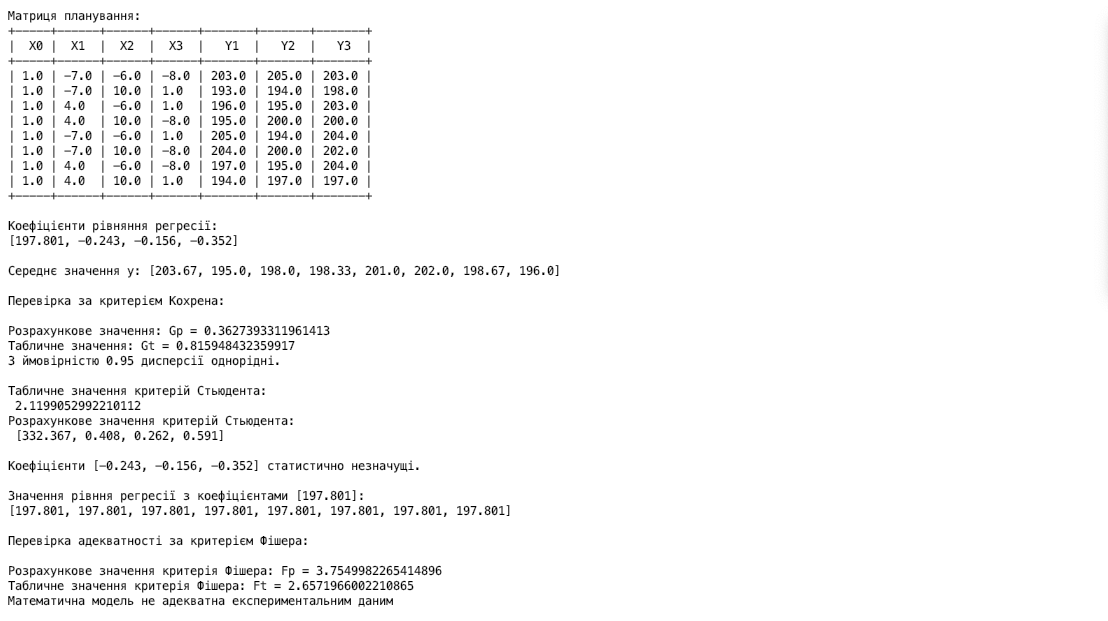 Матриця планування:
+-----+------+------+------+-------+-------+-------+
|  X0 |  X1  |  X2  |  X3  |   Y1  |   Y2  |   Y3  |
+-----+------+------+------+-------+-------+-------+
| 1.0 | -7.0 | -6.0 | -8.0 | 203.0 | 205.0 | 203.0 |
| 1.0 | -7.0 | 10.0 | 1.0  | 193.0 | 194.0 | 198.0 |
| 1.0 | 4.0  | -6.0 | 1.0  | 196.0 | 195.0 | 203.0 |
| 1.0 | 4.0  | 10.0 | -8.0 | 195.0 | 200.0 | 200.0 |
| 1.0 | -7.0 | -6.0 | 1.0  | 205.0 | 194.0 | 204.0 |
| 1.0 | -7.0 | 10.0 | -8.0 | 204.0 | 200.0 | 202.0 |
| 1.0 | 4.0  | -6.0 | -8.0 | 197.0 | 195.0 | 204.0 |
| 1.0 | 4.0  | 10.0 | 1.0  | 194.0 | 197.0 | 197.0 |
+-----+------+------+------+-------+-------+-------+
Коефіцієнти рівняння регресії:
[197.801, -0.243, -0.156, -0.352]
Середнє значення у: [203.67, 195.0, 198.0, 198.33, 201.0, 202.0, 198.67, 196.0]
Перевірка за критерієм Кохрена:
Розрахункове значення: Gp = 0.3627393311961413
Табличне значення: Gt = 0.815948432359917
З ймовірністю 0.95 дисперсії однорідні.
Табличне значення критерій Стьюдента:
2.1199052992210112
Розрахункове значення критерій Стьюдента:
[332.367, 0.408, 0.262, 0.591]
Коефіцієнти [-0.243, -0.156, -0.352] статистично незначущі.
Значення рівння регресії з коефіцієнтами [197.801]:
[197.801, 197.801, 197.801, 197.801, 197.801, 197.801, 197.801, 197.801]
Перевірка адекватності за критерієм Фішера:
Розрахункове значення критерія Фішера: Fp = 3.7549982265414896
Табличне значення критерія Фішера: Ft = 2.6571966002210865
Математична модель не адекватна експериментальним даним